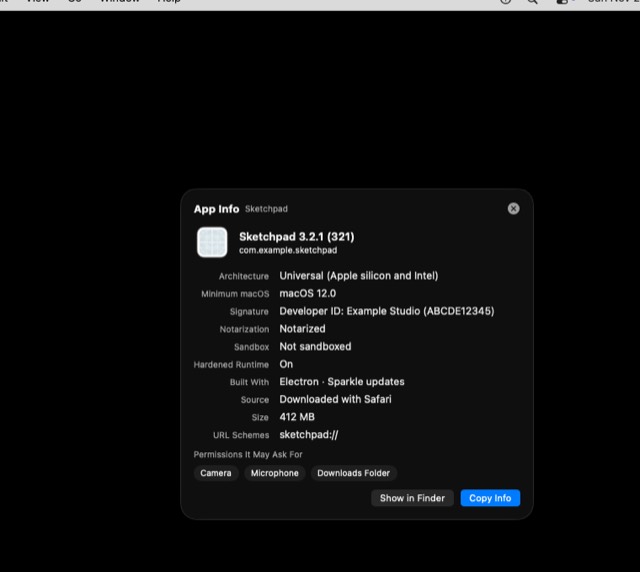 View Go Window Help
App Info Sketchpad
Sketchpad 3.2.1 (321)
com.example.sketchpad
Architecture Universal (Apple silicon and Intel)
Minimum macOS macOS 12.0
Signature Developer ID: Example Studio (ABCDE12345)
Notarization Notarized
Sandbox Not sandboxed
Hardened Runtime On
Built With Electron · Sparkle updates
Source Downloaded with Safari
Size 412 MB
URL Schemes sketchpad://
Permissions It May Ask For
Camera Microphone Downloads Folder
Show in Finder Copy Info